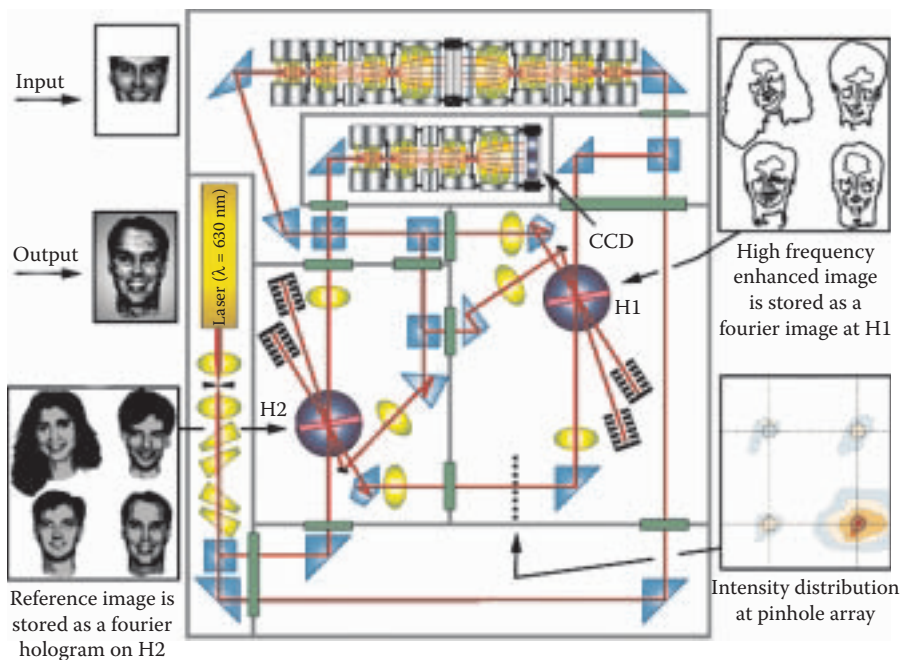 Input
Output
Laser (λ = 630 nm)
CCD
H1
H2
High frequency
enhanced image
is stored as a
fourier image at H1
Reference image is
stored as a fourier
hologram on H2
Intensity distribution
at pinhole array